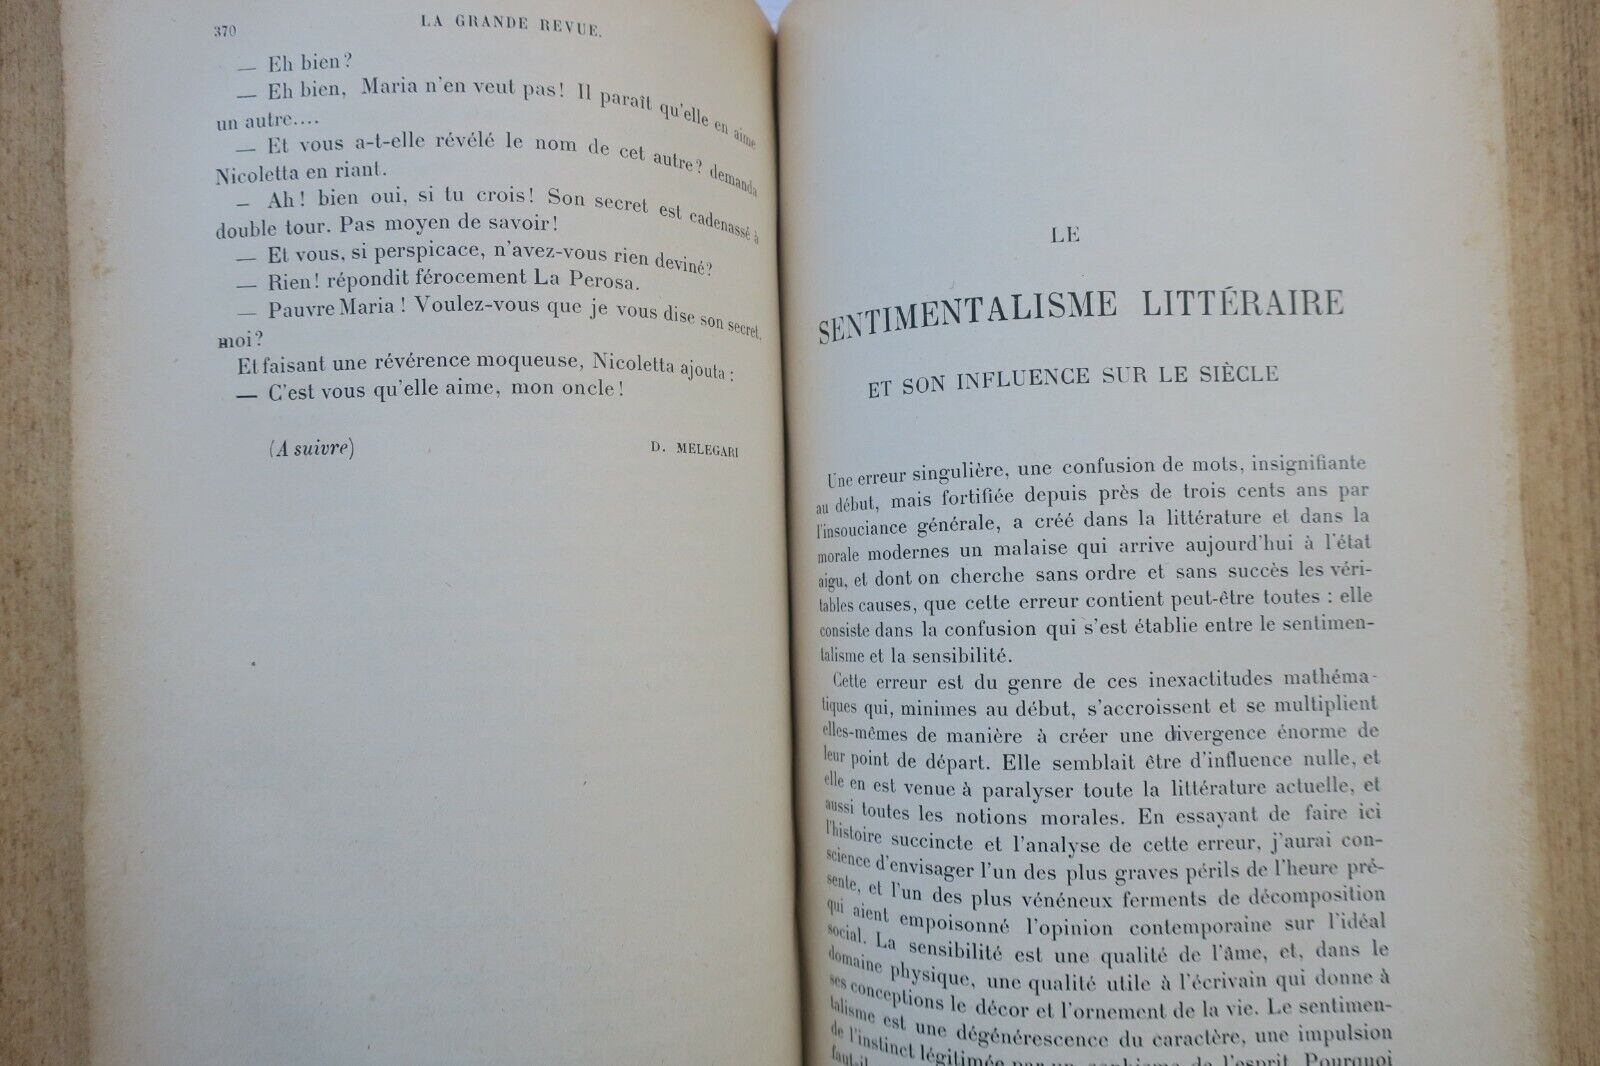 370
LA GRANDE REVUE.
— Eh bien?
— Eh bien, Maria n'en veut pas! Il paraît qu'elle en aime
un autre....
— Et vous a-t-elle révélé le nom de cet autre? demanda
Nicoletta en riant.
— Ah! bien oui, si tu crois! Son secret est cadenassé à
double tour. Pas moyen de savoir!
— Et vous, si perspicace, n'avez-vous rien deviné?
— Rien! répondit férocement La Perosa.
— Pauvre Maria! Voulez-vous que je vous dise son secret,
moi?
Et faisant une révérence moqueuse, Nicoletta ajouta :
— C'est vous qu'elle aime, mon oncle!
(A suivre)
D. MELEGARI
LE
SENTIMENTALISME LITTÉRAIRE
ET SON INFLUENCE SUR LE SIÈCLE
Une erreur singulière, une confusion de mots, insignifiante
au début, mais fortifiée depuis près de trois cents ans par
l'insouciance générale, a créé dans la littérature et dans la
morale modernes un malaise qui arrive aujourd'hui à l'état
aigu, et dont on cherche sans ordre et sans succès les véri-
tables causes, que cette erreur contient peut-être toutes : elle
consiste dans la confusion qui s'est établie entre le sentimen-
talisme et la sensibilité.
Cette erreur est du genre de ces inexactitudes mathéma-
tiques qui, minimes au début, s'accroissent et se multiplient
elles-mêmes de manière à créer une divergence énorme de
leur point de départ. Elle semblait être d'influence nulle, et
elle en est venue à paralyser toute la littérature actuelle, et
aussi toutes les notions morales. En essayant de faire ici
l'histoire succincte et l'analyse de cette erreur, j'aurai con-
science d'envisager l'un des plus graves périls de l'heure pré-
sente, et l'un des plus vénéneux ferments de décomposition
qui aient empoisonné l'opinion contemporaine sur l'idéal
social. La sensibilité est une qualité de l'âme, et, dans le
domaine physique, une qualité utile à l'écrivain qui donne à
ses conceptions le décor et l'ornement de la vie. Le sentimen-
talisme est une dégénérescence du caractère, une impulsion
de l'instinct légitimée par un sophisme de l'esprit. Pourquoi
faut-il